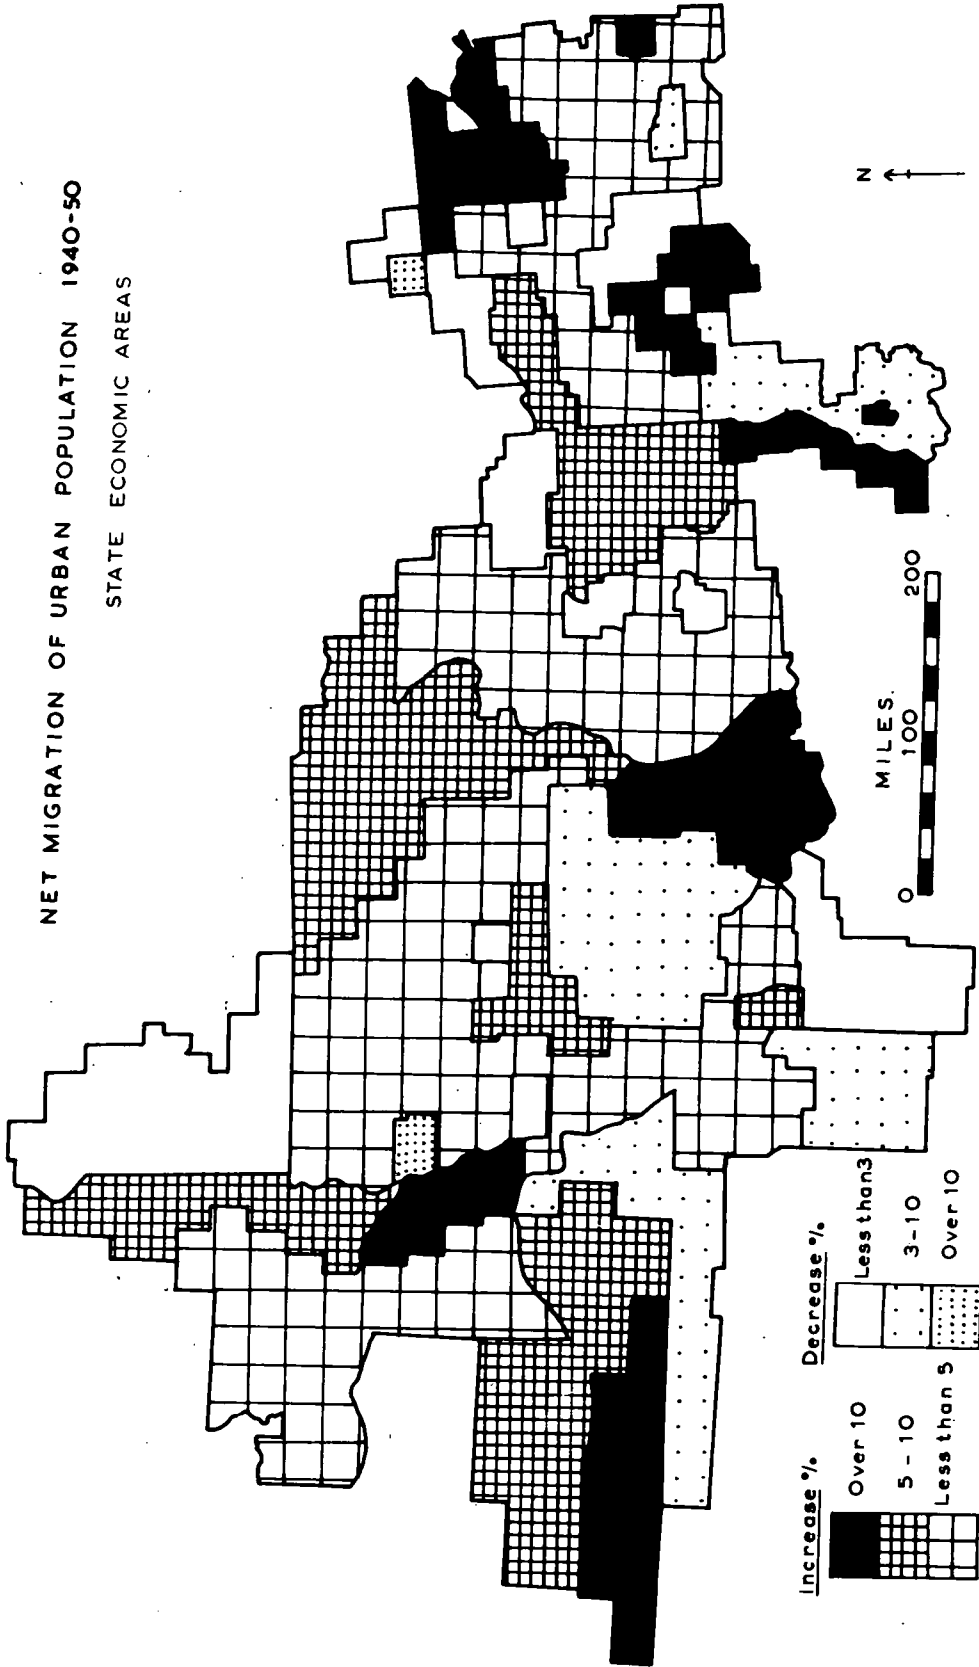 NET MIGRATION OF URBAN POPULATION 1940-50
STATE ECONOMIC AREAS
N
MILES.
0 100 200
Increase %
Over 10
5 - 10
Less than 5
Decrease %
Less than 3
3-10
Over 10